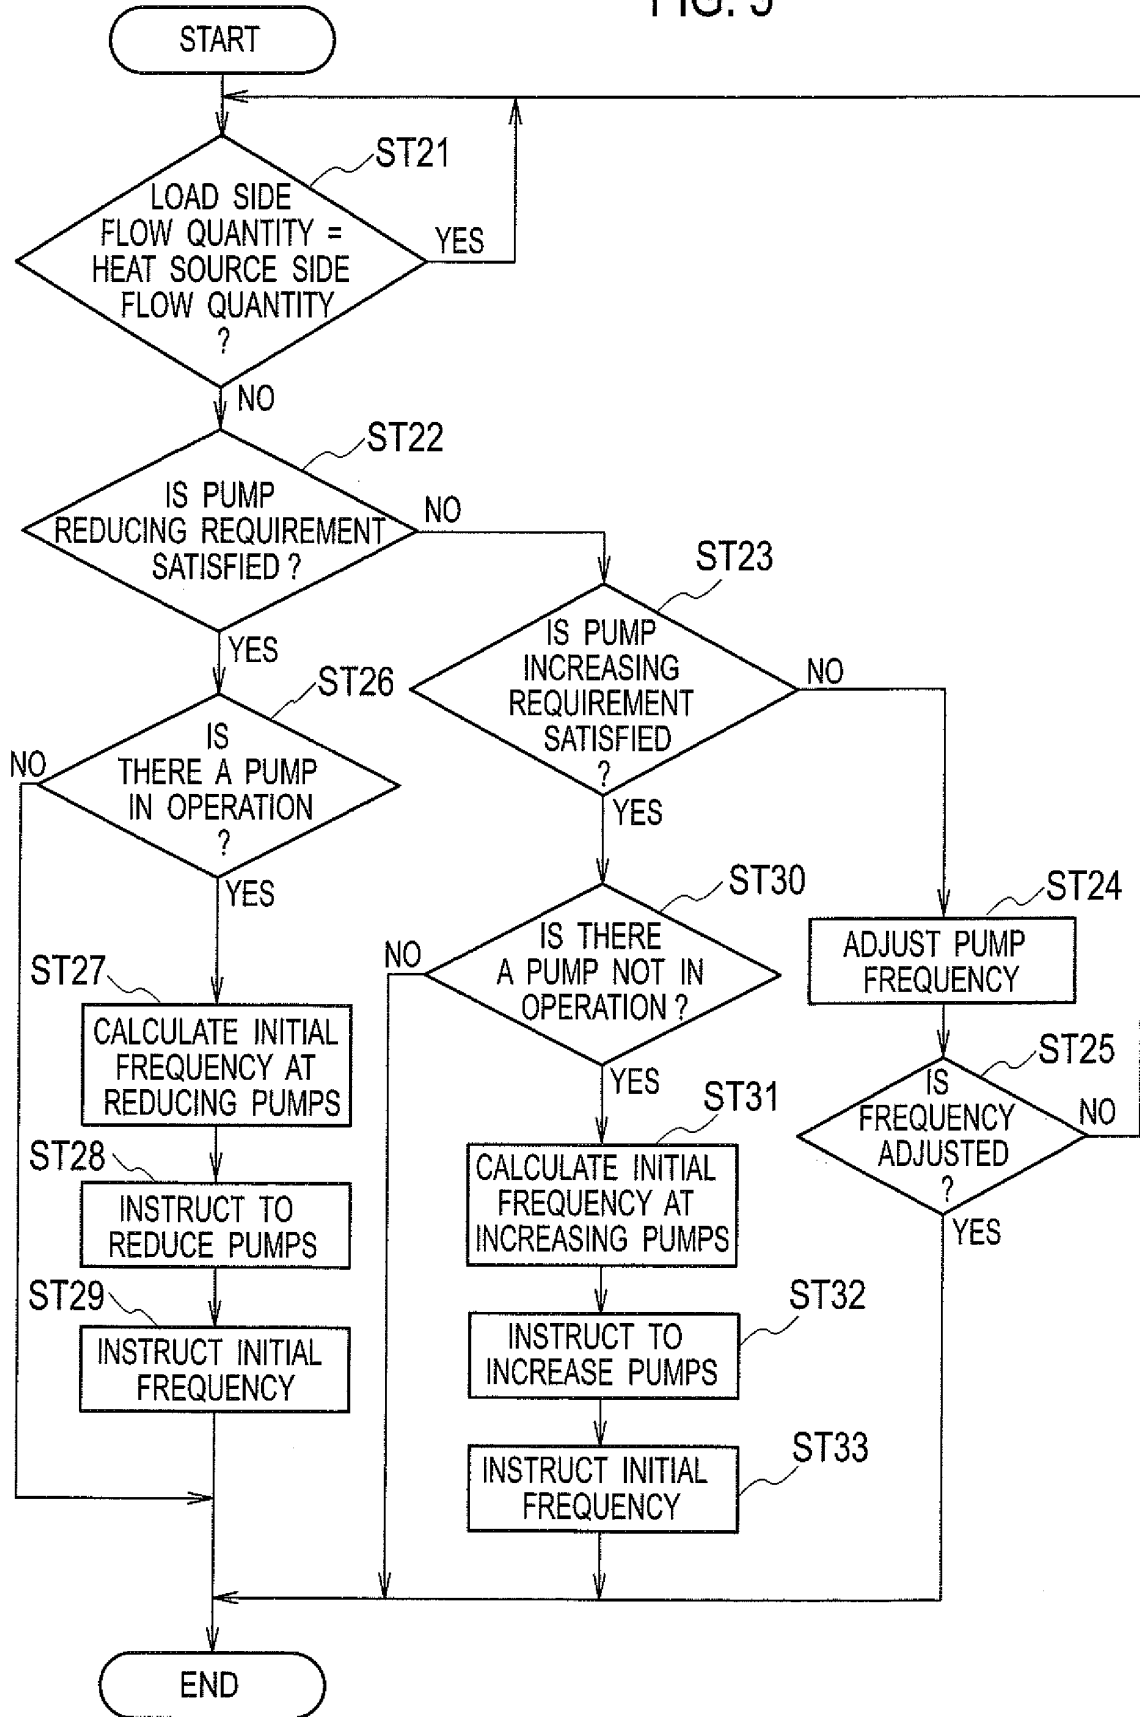 FIG. 9
START
ST21
LOAD SIDE
FLOW QUANTITY =
HEAT SOURCE SIDE
FLOW QUANTITY
?
YES
NO
ST22
IS PUMP
REDUCING REQUIREMENT
SATISFIED ?
NO
YES
ST23
IS PUMP
INCREASING
REQUIREMENT
SATISFIED
?
NO
YES
ST26
IS
THERE A PUMP
IN OPERATION
?
NO
YES
ST30
IS THERE
A PUMP NOT IN
OPERATION ?
NO
YES
ST24
ADJUST PUMP
FREQUENCY
ST25
IS
FREQUENCY
ADJUSTED
?
NO
YES
ST27
CALCULATE INITIAL
FREQUENCY AT
REDUCING PUMPS
ST28
INSTRUCT TO
REDUCE PUMPS
ST29
INSTRUCT INITIAL
FREQUENCY
ST31
CALCULATE INITIAL
FREQUENCY AT
INCREASING PUMPS
ST32
INSTRUCT TO
INCREASE PUMPS
ST33
INSTRUCT INITIAL
FREQUENCY
END